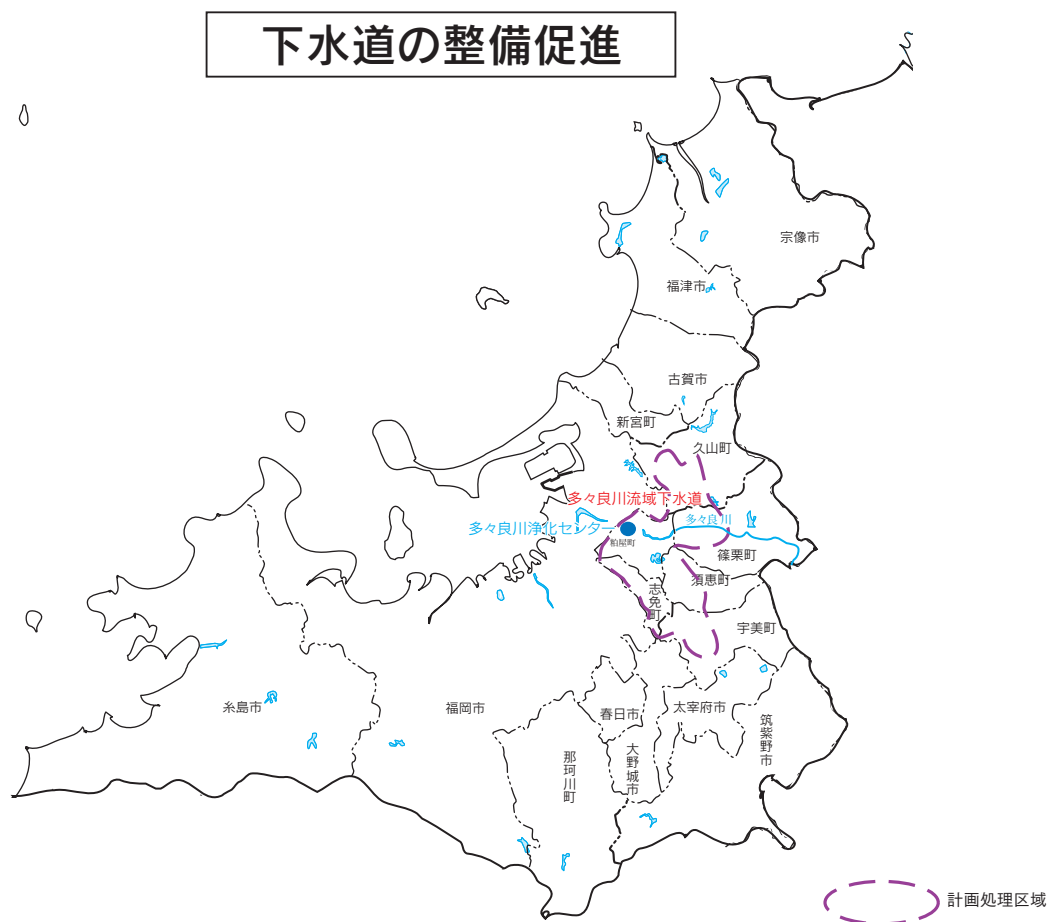 下水道の整備促進
宗像市
福津市
古賀市
新宮町
久山町
多々良川流域下水道
多々良川
多々良川浄化センター
粕屋町
篠栗町
須恵町
志免町
宇美町
糸島市
福岡市
春日市
太宰府市
筑紫野市
大野城市
那珂川町
計画処理区域